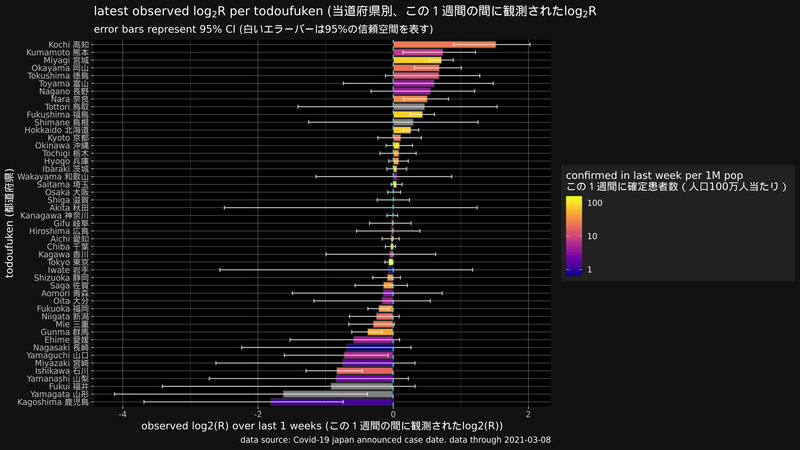 latest observed log2R per todoufuken (当道府県別、この１週間の間に観測されたlog2R
error bars represent 95% CI (白いエラーバーは95%の信頼空間を表す)
todoufuken (都道府県)
Kochi 高知
Kumamoto 熊本
Miyagi 宮城
Okayama 岡山
Tokushima 徳島
Toyama 富山
Nagano 長野
Nara 奈良
Tottori 鳥取
Fukushima 福島
Shimane 島根
Hokkaido 北海道
Kyoto 京都
Okinawa 沖縄
Tochigi 栃木
Hyogo 兵庫
Ibaraki 茨城
Wakayama 和歌山
Saitama 埼玉
Osaka 大阪
Shiga 滋賀
Akita 秋田
Kanagawa 神奈川
Gifu 岐阜
Hiroshima 広島
Aichi 愛知
Chiba 千葉
Kagawa 香川
Tokyo 東京
Iwate 岩手
Shizuoka 静岡
Saga 佐賀
Aomori 青森
Oita 大分
Fukuoka 福岡
Niigata 新潟
Mie 三重
Gunma 群馬
Ehime 愛媛
Nagasaki 長崎
Yamaguchi 山口
Miyazaki 宮崎
Ishikawa 石川
Yamanashi 山梨
Fukui 福井
Yamagata 山形
Kagoshima 鹿児島
-4 -2 0 2
observed log2(R) over last 1 weeks (この１週間の間に観測されたlog2(R))
data source: Covid-19 japan announced case date. data through 2021-03-08
confirmed in last week per 1M pop
この１週間に確定患者数 ( 人口100万人当たり )
100
10
1